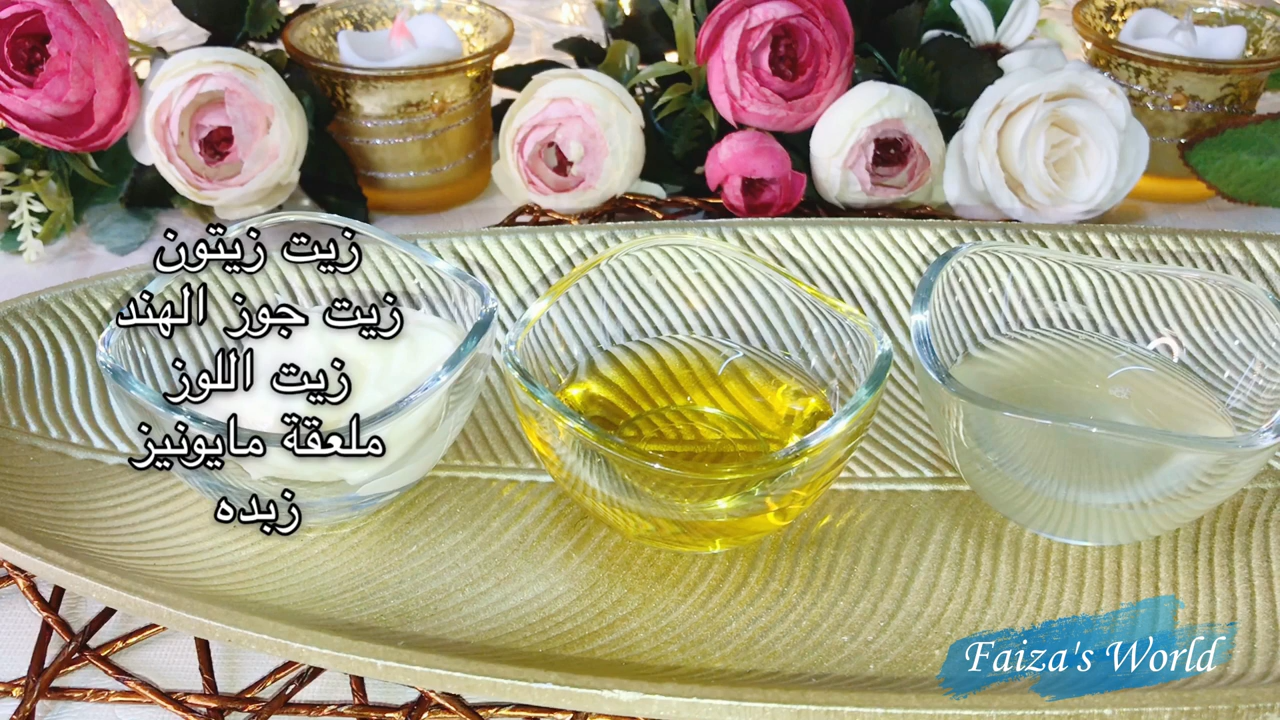 زيت زيتون
زيت جوز الهند
زيت اللوز
ملعقة مايونيز
زبده
Faiza's World